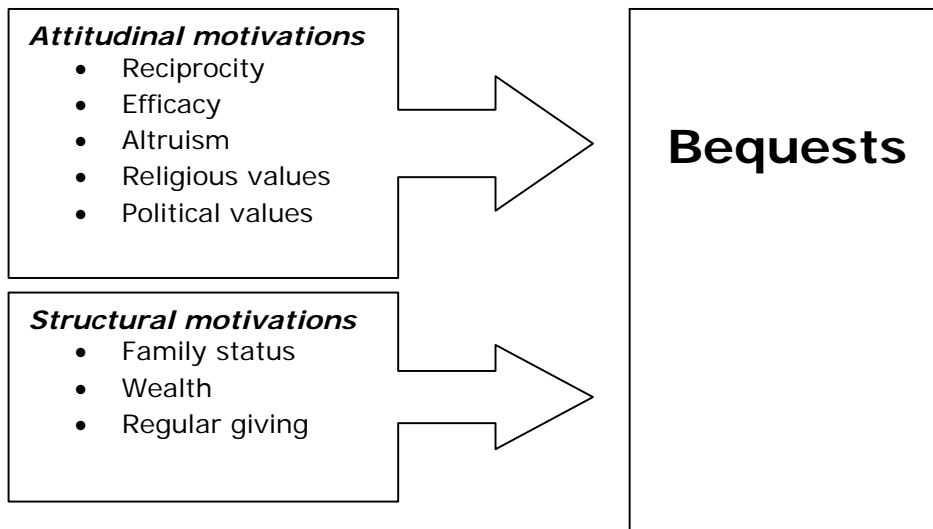 Attitudinal motivations
• Reciprocity
• Efficacy
• Altruism
• Religious values
• Political values
Structural motivations
• Family status
• Wealth
• Regular giving
Bequests